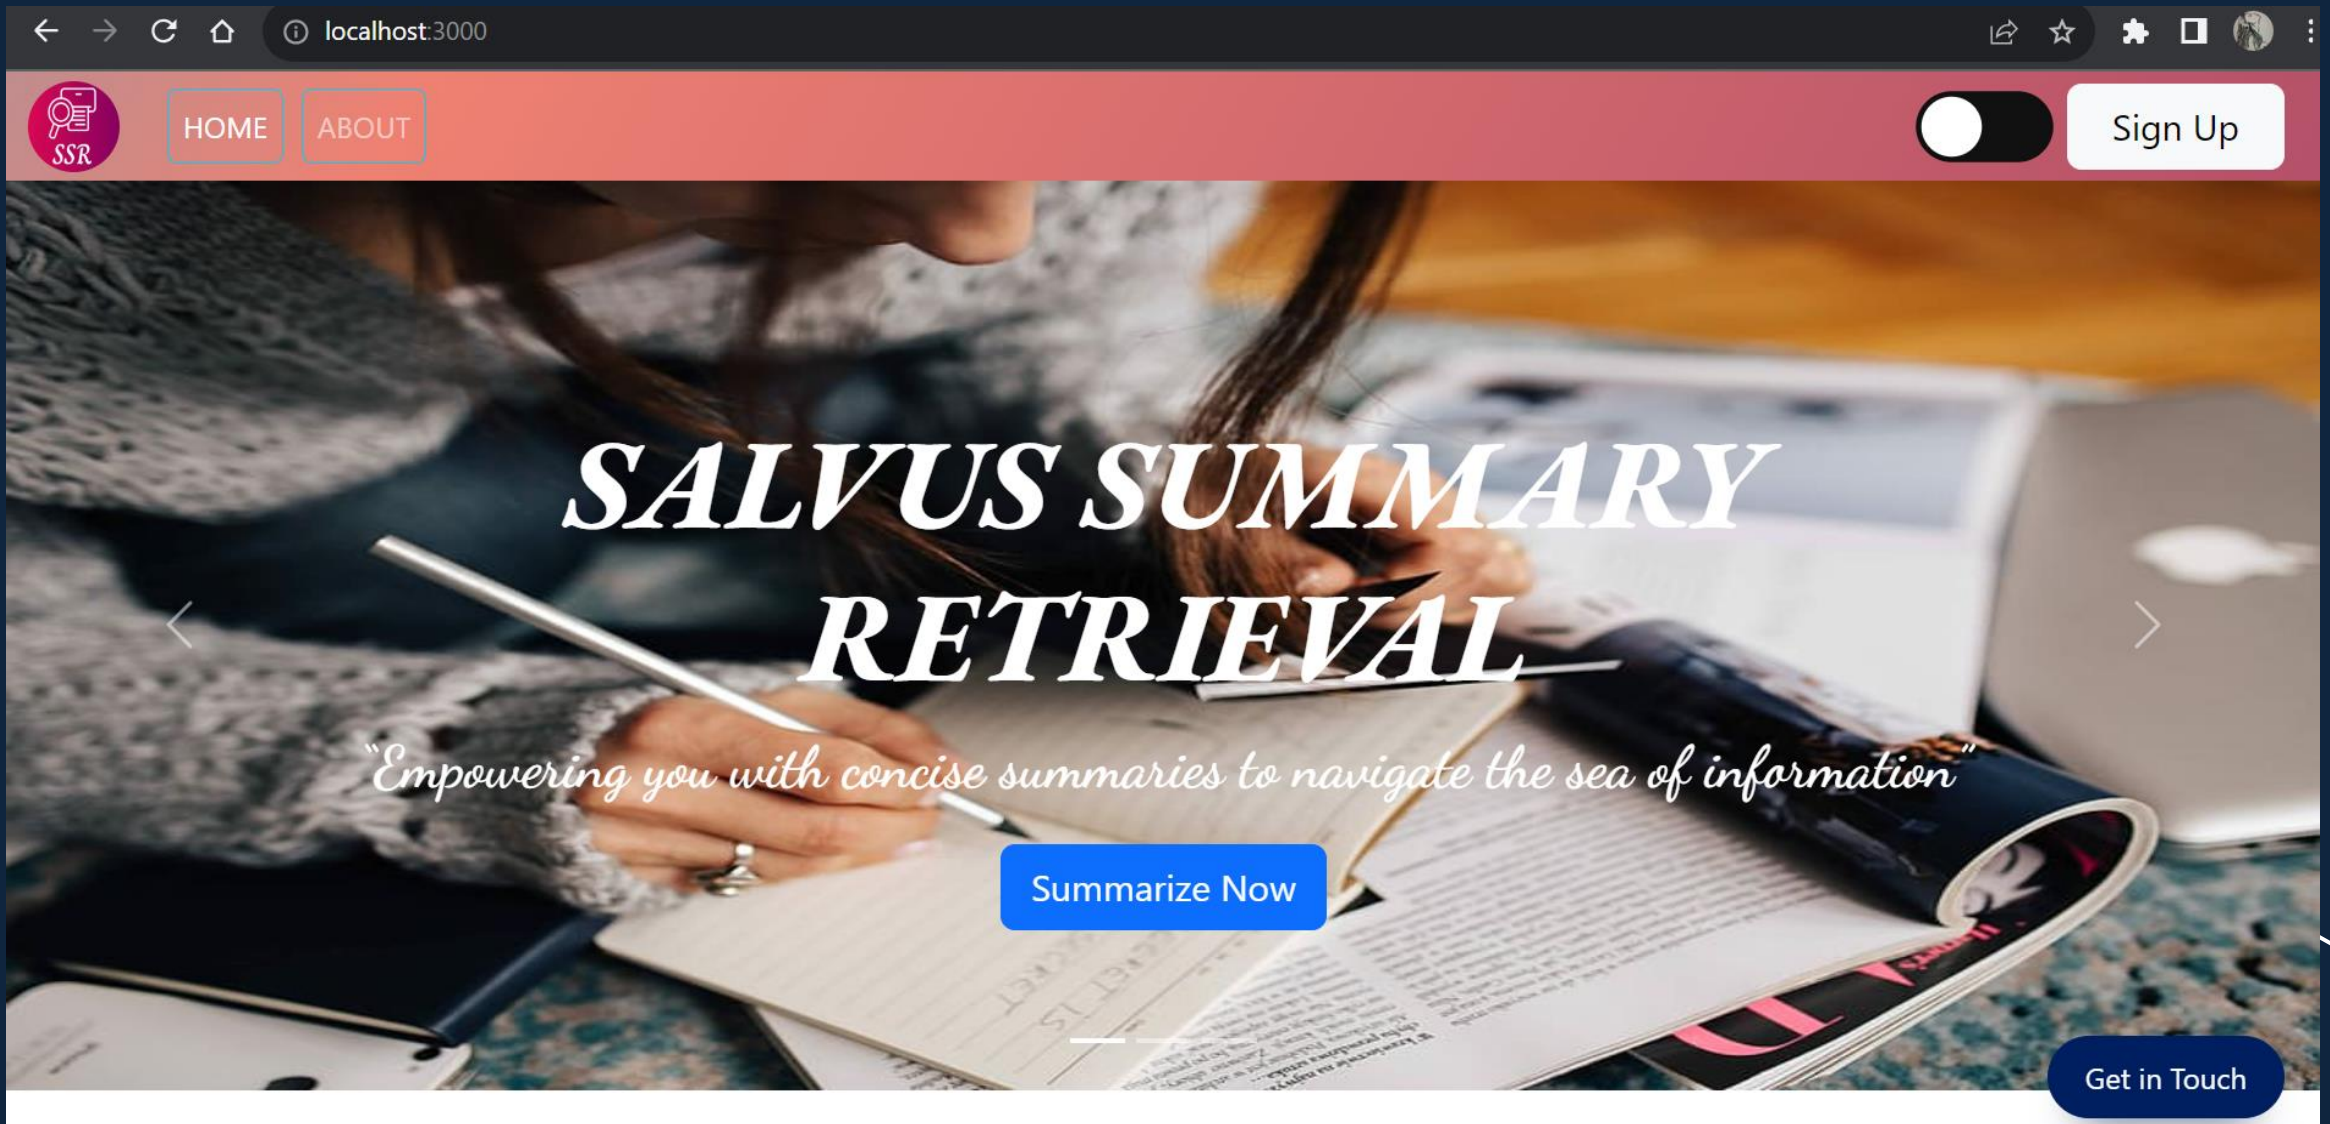 localhost:3000
SSR
HOME
ABOUT
Sign Up
SALVUS SUMMARY
RETRIEVAL
"Empowering you with concise summaries to navigate the sea of information"
Summarize Now
Get in Touch